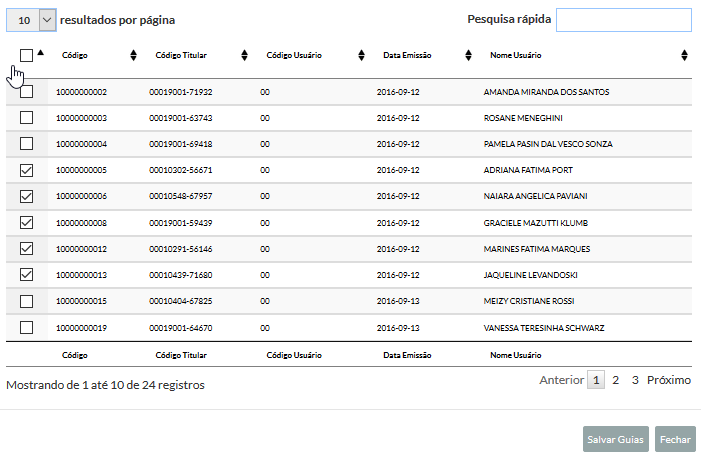 10 resultados por página Pesquisa rápida
Código Código Titular Código Usuário Data Emissão Nome Usuário
10000000002 00019001-71932 00 2016-09-12 AMANDA MIRANDA DOS SANTOS
10000000003 00019001-63743 00 2016-09-12 ROSANE MENEGHINI
10000000004 00019001-69418 00 2016-09-12 PAMELA PASIN DAL VESCO SONZA
10000000005 00010302-56671 00 2016-09-12 ADRIANA FATIMA PORT
10000000006 00010548-67957 00 2016-09-12 NAIARA ANGELICA PAVIANI
10000000008 00019001-59439 00 2016-09-12 GRACIELE MAZUTTI KLUMB
10000000012 00010291-56146 00 2016-09-12 MARINES FATIMA MARQUES
10000000013 00010439-71680 00 2016-09-12 JAQUELINE LEVANDOSKI
10000000015 00010404-67825 00 2016-09-13 MEIZY CRISTIANE ROSSI
10000000019 00019001-64670 00 2016-09-13 VANESSA TERESINHA SCHWARZ
Código Código Titular Código Usuário Data Emissão Nome Usuário
Mostrando de 1 até 10 de 24 registros Anterior 1 2 3 Próximo
Salvar Guias Fechar